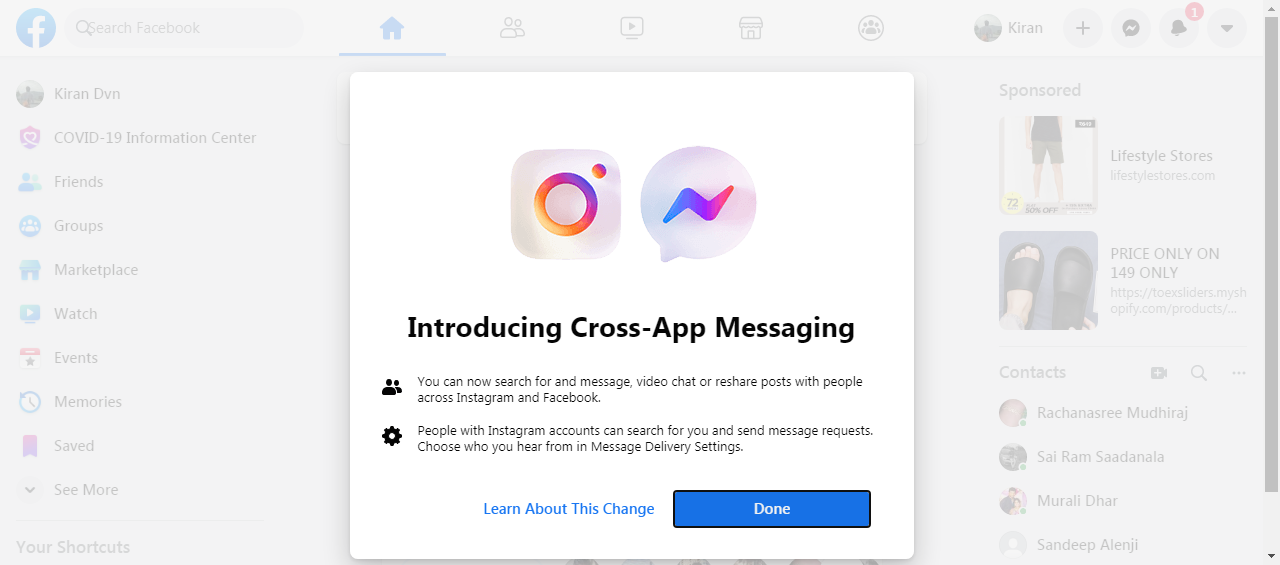 Search Facebook
Kiran
1
Kiran Dvn
COVID-19 Information Center
Friends
Groups
Marketplace
Watch
Events
Memories
Saved
See More
Your Shortcuts
Introducing Cross-App Messaging
You can now search for and message, video chat or reshare posts with people
across Instagram and Facebook.
People with Instagram accounts can search for you and send message requests.
Choose who you hear from in Message Delivery Settings.
Learn About This Change
Done
Sponsored
72
50% OFF
Lifestyle Stores
lifestylestores.com
PRICE ONLY ON
149 ONLY
https://toexsliders.mysh
opify.com/products/...
Contacts
Rachanasree Mudhiraj
Sai Ram Saadanala
Murali Dhar
Sandeep Alenji